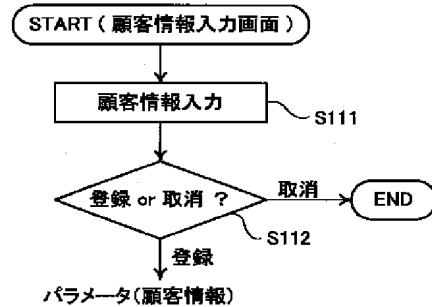 START ( 顧客情報入力画面 )
顧客情報入力
S111
登録 or 取消 ?
取消
END
S112
登録
パラメータ(顧客情報)